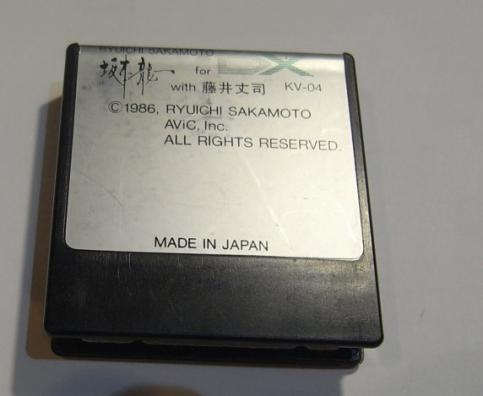 RYUICHI SAKAMOTO
坂本龍一 for DX
with 藤井丈司 KV-04
©1986, RYUICHI SAKAMOTO
AViC, Inc.
ALL RIGHTS RESERVED.
MADE IN JAPAN